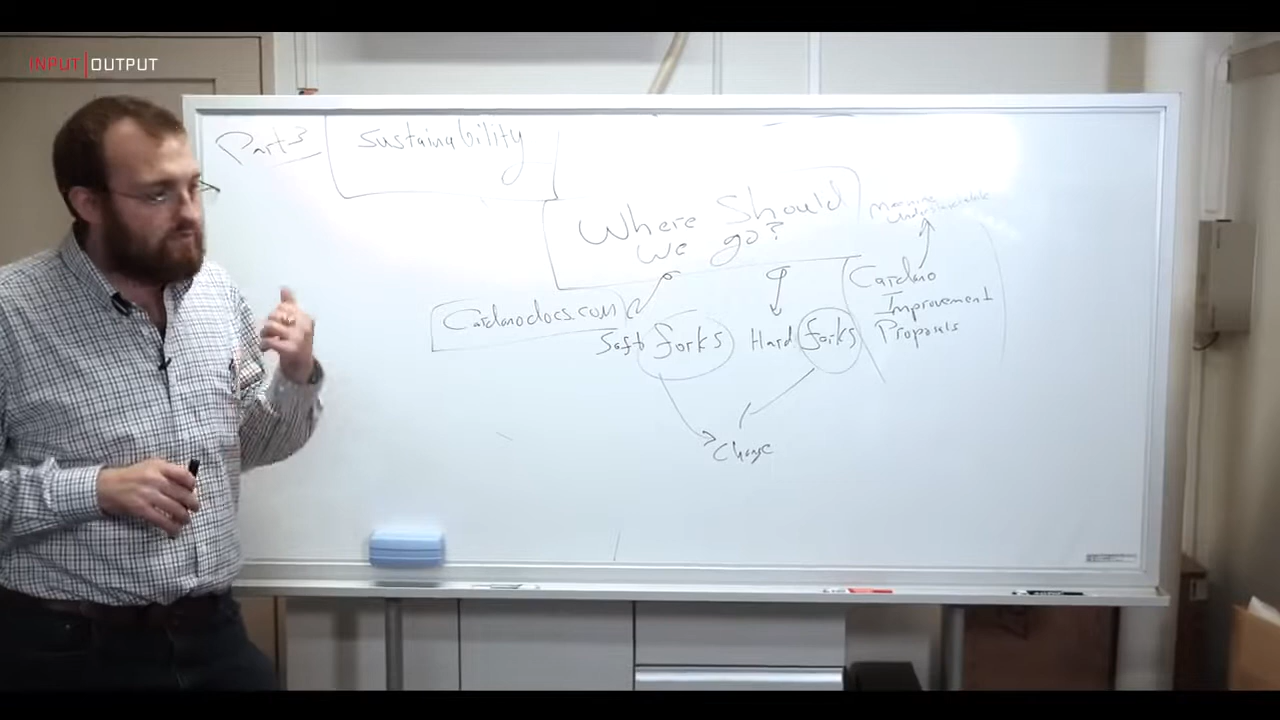 INPUT | OUTPUT
Part 3
Sustainability
Where Should
We go?
Machine
Understandable
Cardano
Improvement
Proposals
Cardanodocs.com
Soft forks
Hard forks
Change